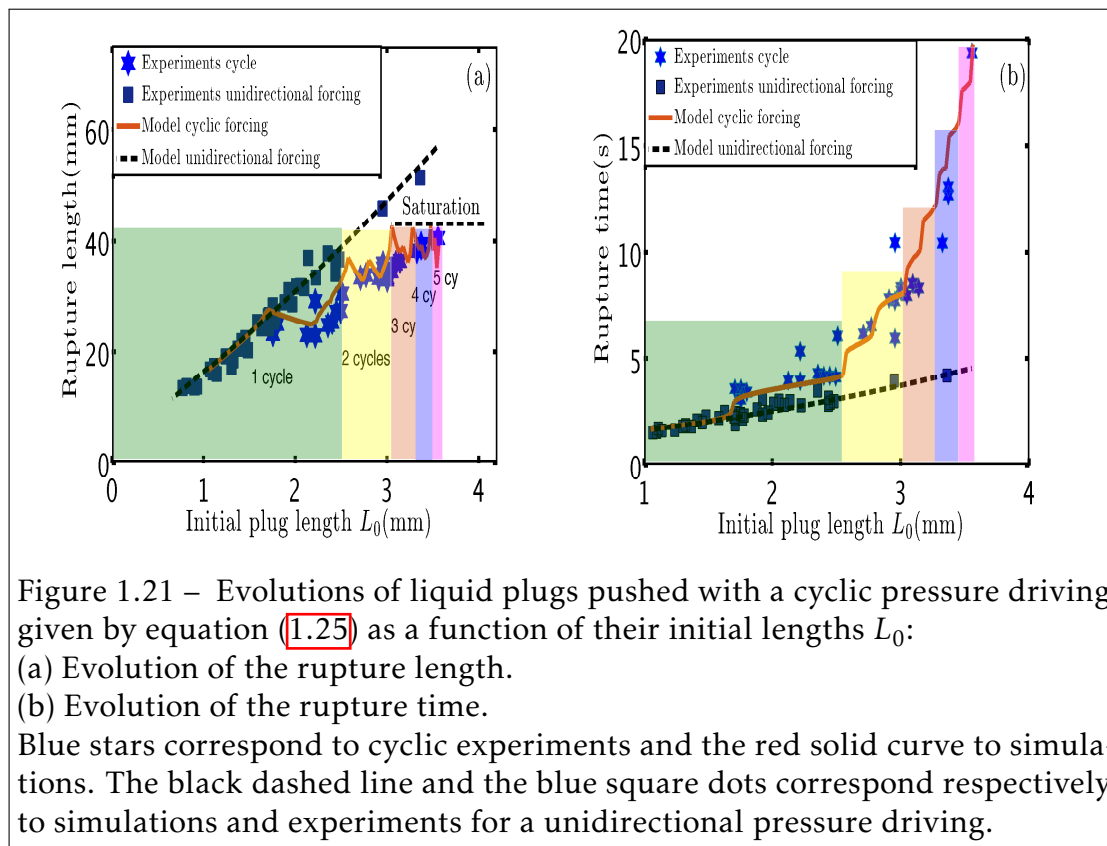 (a)
Experiments cycle
Experiments unidirectional forcing
Model cyclic forcing
Model unidirectional forcing
Rupture length(mm)
60
40
20
0
Saturation
1 cycle
2 cycles
3 cy
4 cy
5 cy
0 1 2 3 4
Initial plug length L₀(mm)
(b)
Experiments cycle
Experiments unidirectional forcing
Model cyclic forcing
Model unidirectional forcing
Rupture time(s)
20
15
10
5
0
1 2 3 4
Initial plug length L₀(mm)
Figure 1.21 – Evolutions of liquid plugs pushed with a cyclic pressure driving
given by equation (1.25) as a function of their initial lengths L₀:
(a) Evolution of the rupture length.
(b) Evolution of the rupture time.
Blue stars correspond to cyclic experiments and the red solid curve to simula-
tions. The black dashed line and the blue square dots correspond respectively
to simulations and experiments for a unidirectional pressure driving.